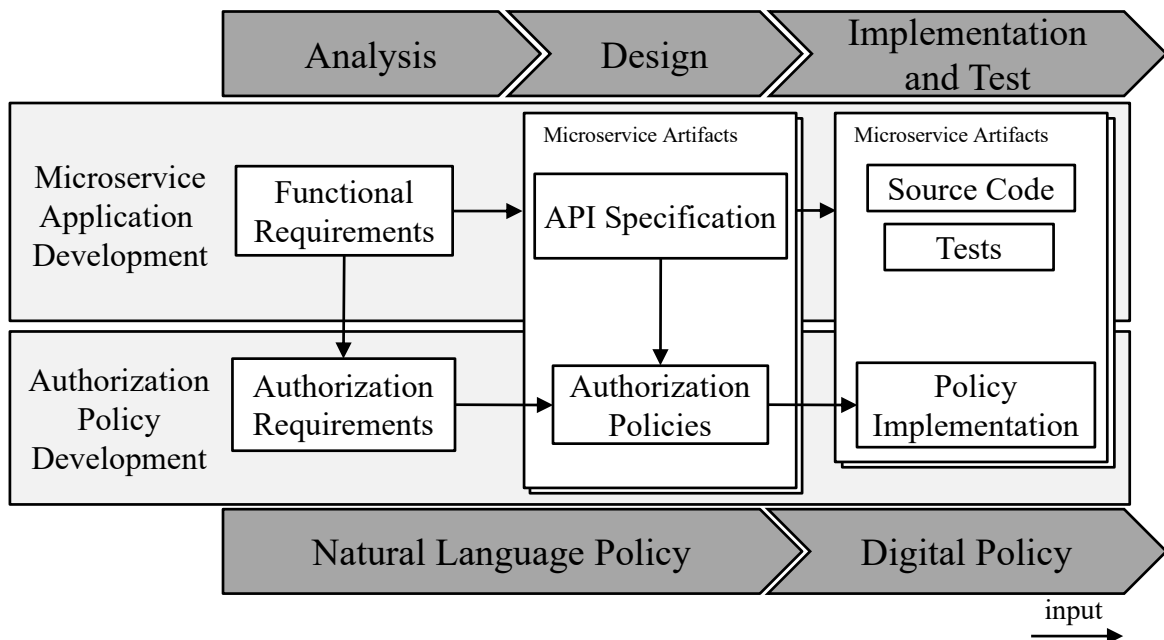 Analysis
Design
Implementation
and Test
Microservice
Application
Development
Functional
Requirements
Microservice Artifacts
API Specification
Microservice Artifacts
Source Code
Tests
Authorization
Policy
Development
Authorization
Requirements
Authorization
Policies
Policy
Implementation
Natural Language Policy
Digital Policy
input